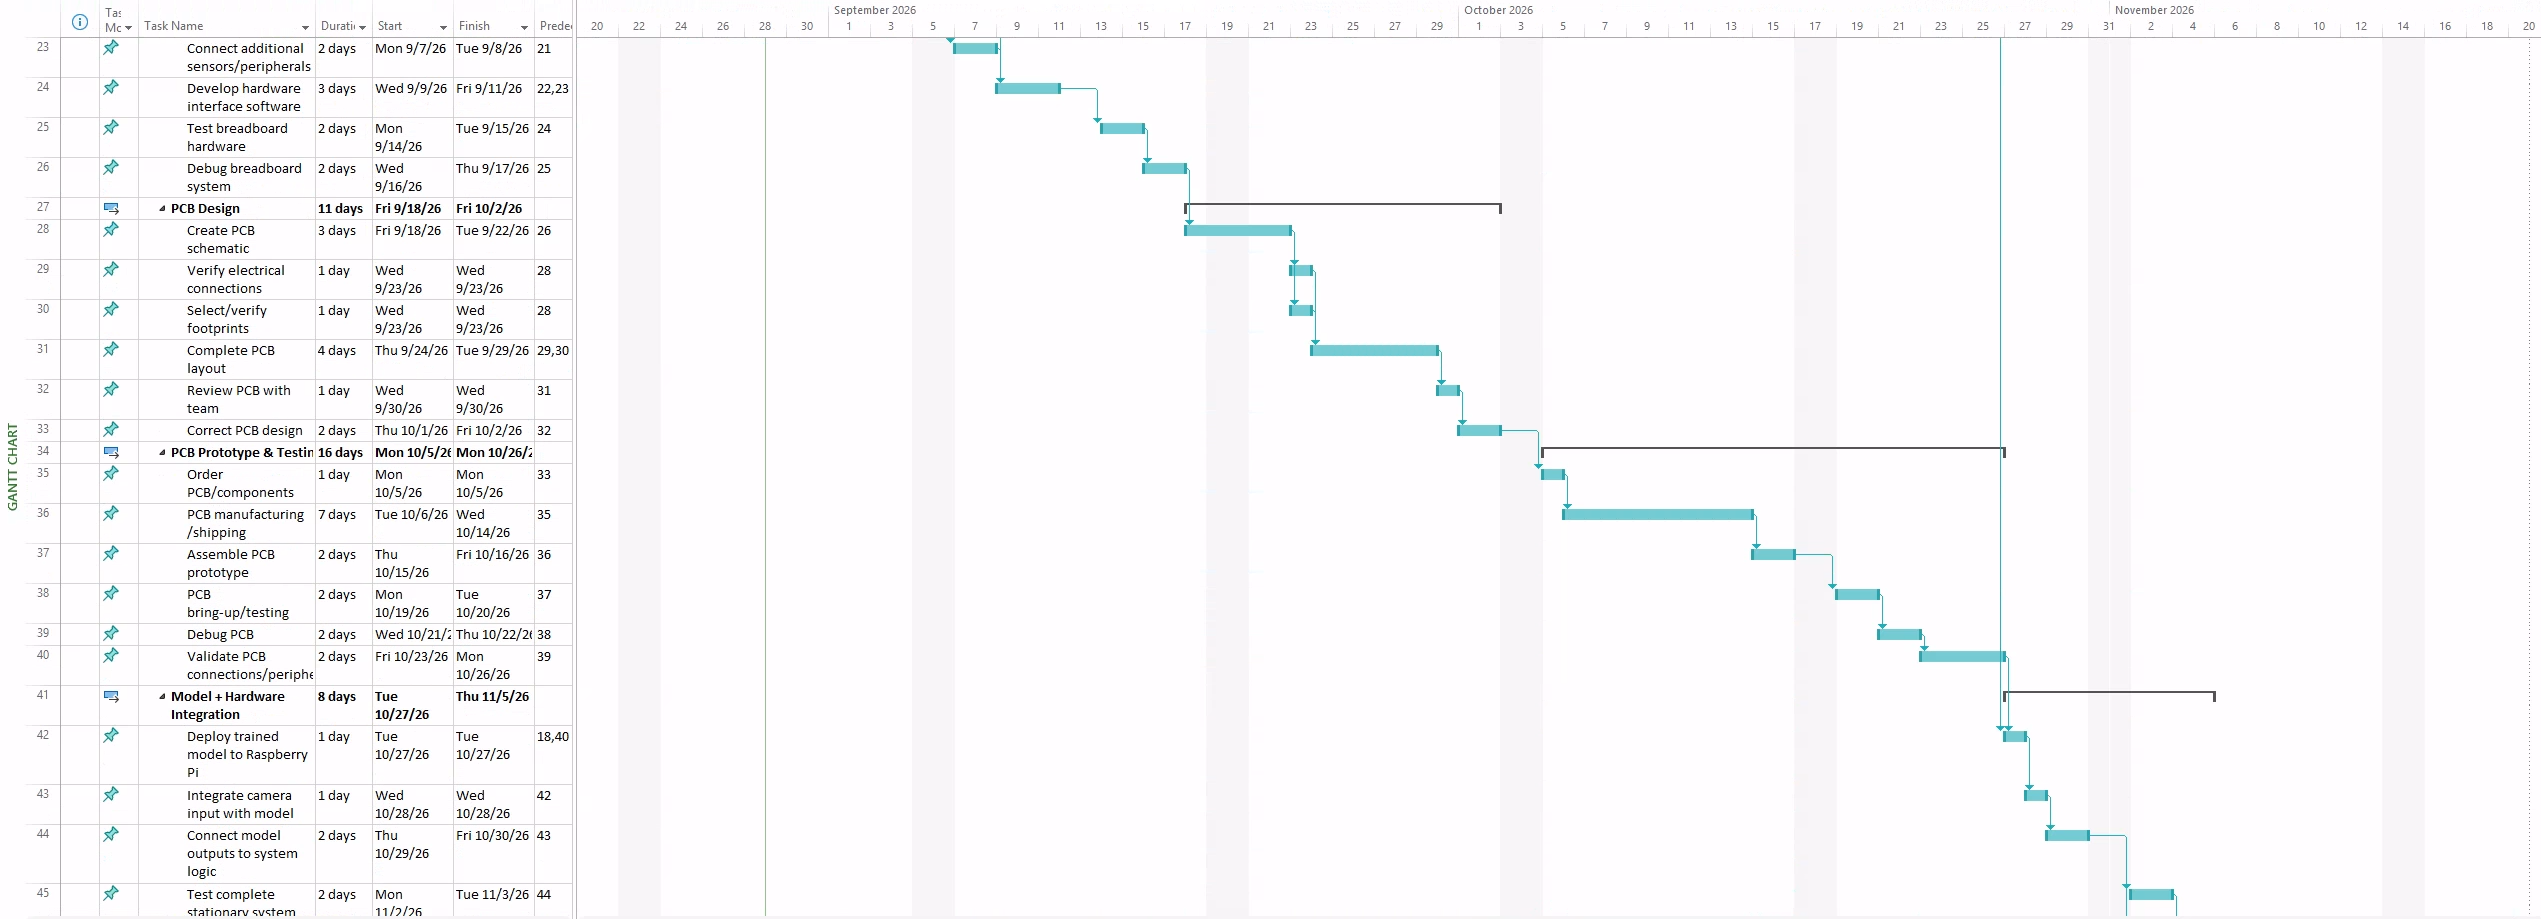 Tas
Mc
Task Name
Duratic
Start
Finish
Predec
September 2026
October 2026
November 2026
20 22 24 26 28 30 1 3 5 7 9 11 13 15 17 19 21 23 25 27 29 1 3 5 7 9 11 13 15 17 19 21 23 25 27 29 31 2 4 6 8 10 12 14 16 18 20
GANTT CHART
23 Connect additional 2 days Mon 9/7/26 Tue 9/8/26 21
sensors/peripherals
24 Develop hardware 3 days Wed 9/9/26 Fri 9/11/26 22,23
interface software
25 Test breadboard 2 days Mon Tue 9/15/26 24
hardware 9/14/26
26 Debug breadboard 2 days Wed Thu 9/17/26 25
system 9/16/26
27 PCB Design 11 days Fri 9/18/26 Fri 10/2/26
28 Create PCB 3 days Fri 9/18/26 Tue 9/22/26 26
schematic
29 Verify electrical 1 day Wed Wed 28
connections 9/23/26 9/23/26
30 Select/verify 1 day Wed Wed 28
footprints 9/23/26 9/23/26
31 Complete PCB 4 days Thu 9/24/26 Tue 9/29/26 29,30
layout
32 Review PCB with 1 day Wed Wed 31
team 9/30/26 9/30/26
33 Correct PCB design 2 days Thu 10/1/26 Fri 10/2/26 32
34 PCB Prototype & Testin 16 days Mon 10/5/26 Mon 10/26/2
35 Order 1 day Mon Mon 33
PCB/components 10/5/26 10/5/26
36 PCB manufacturing 7 days Tue 10/6/26 Wed 35
/shipping 10/14/26
37 Assemble PCB 2 days Thu Fri 10/16/26 36
prototype 10/15/26
38 PCB 2 days Mon Tue 37
bring-up/testing 10/19/26 10/20/26
39 Debug PCB 2 days Wed 10/21/2 Thu 10/22/26 38
40 Validate PCB 2 days Fri 10/23/26 Mon 39
connections/periphe 10/26/26
41 Model + Hardware 8 days Tue Thu 11/5/26
Integration 10/27/26
42 Deploy trained 1 day Tue Tue 18,40
model to Raspberry 10/27/26 10/27/26
Pi
43 Integrate camera 1 day Wed Wed 42
input with model 10/28/26 10/28/26
44 Connect model 2 days Thu Fri 10/30/26 43
outputs to system 10/29/26
logic
45 Test complete 2 days Mon Tue 11/3/26 44
stationary system 11/2/26